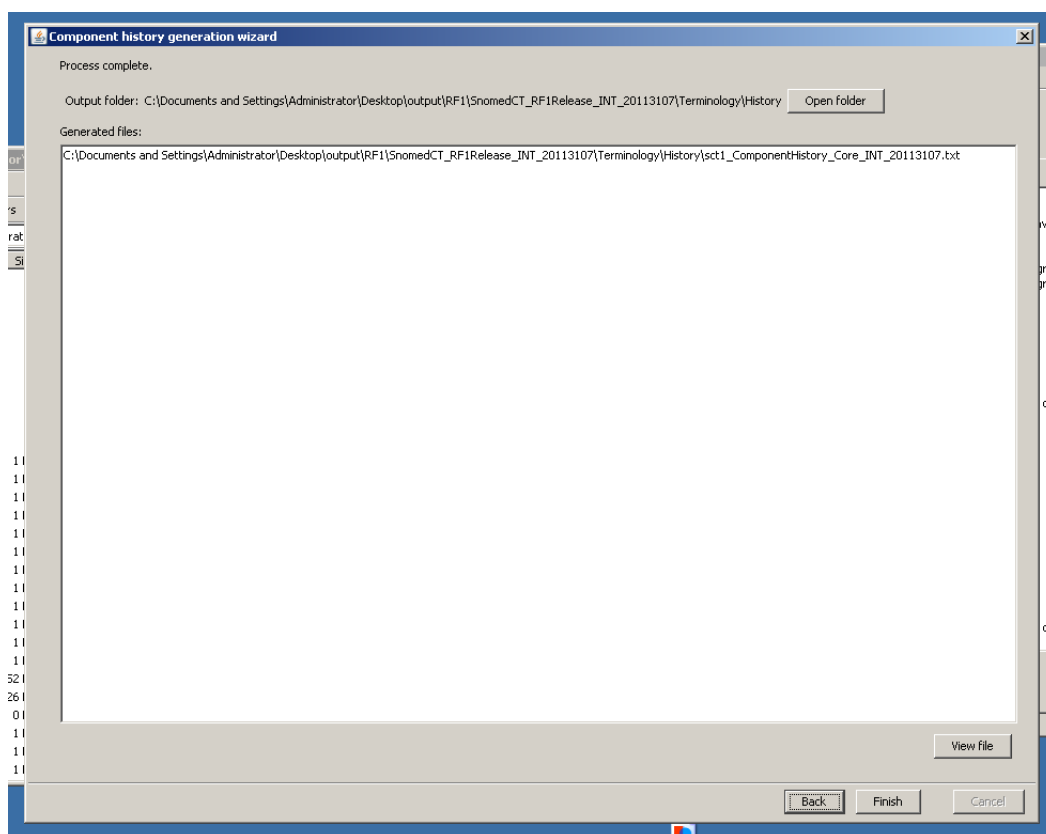 Component history generation wizard
Process complete.
Output folder: C:\Documents and Settings\Administrator\Desktop\output\RF1\SnomedCT_RF1Release_INT_20113107\Terminology\History Open folder
Generated files:
C:\Documents and Settings\Administrator\Desktop\output\RF1\SnomedCT_RF1Release_INT_20113107\Terminology\History\sct1_ComponentHistory_Core_INT_20113107.txt
View file
Back Finish Cancel